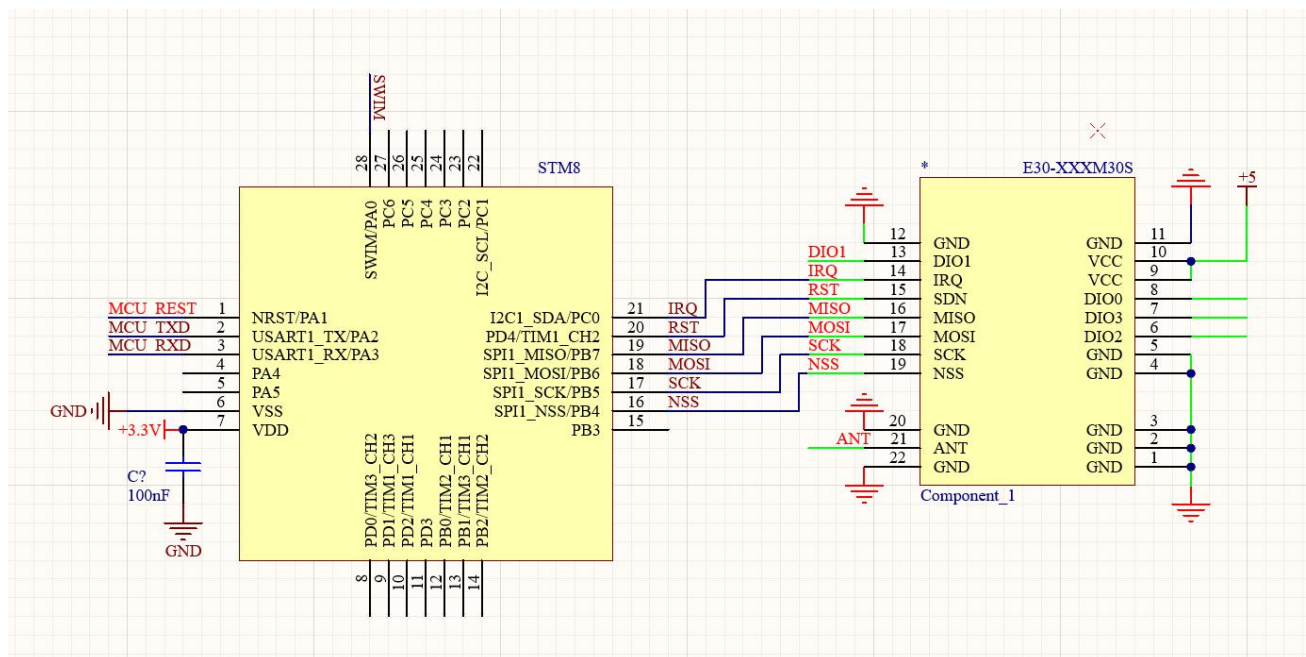 SWIM
28
27
26
25
24
23
22
STM8
SWIM/PA0
PC6
PC5
PC4
PC3
PC2
I2C_SCL/PC1
MCU_REST 1 NRST/PA1
MCU_TXD 2 USART1_TX/PA2
MCU_RXD 3 USART1_RX/PA3
4 PA4
5 PA5
GND 6 VSS
+3.3V 7 VDD
C?
100nF
GND
I2C1_SDA/PC0 21 IRQ
PD4/TIM1_CH2 20 RST
SPI1_MISO/PB7 19 MISO
SPI1_MOSI/PB6 18 MOSI
SPI1_SCK/PB5 17 SCK
SPI1_NSS/PB4 16 NSS
PB3 15
PD0/TIM3_CH2
PD1/TIM1_CH3
PD2/TIM1_CH1
PD3
PB0/TIM2_CH1
PB1/TIM3_CH1
PB2/TIM2_CH2
8
9
10
11
12
13
14
* E30-XXXM30S
+5
12 GND
DIO1 13 DIO1
IRQ 14 IRQ
RST 15 SDN
MISO 16 MISO
MOSI 17 MOSI
SCK 18 SCK
NSS 19 NSS
20 GND
ANT 21 ANT
22 GND
GND 11
VCC 10
VCC 9
DIO0 8
DIO3 7
DIO2 6
GND 5
GND 4
GND 3
GND 2
GND 1
Component_1